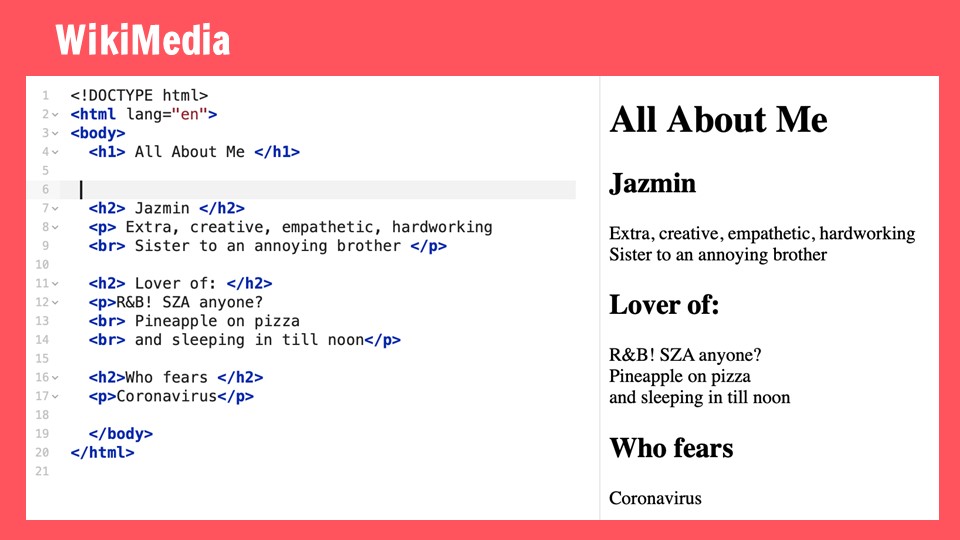 WikiMedia
1 <!DOCTYPE html>
2 <html lang="en">
3 <body>
4 <h1> All About Me </h1>
5
6
7 <h2> Jazmin </h2>
8 <p> Extra, creative, empathetic, hardworking
9 <br> Sister to an annoying brother </p>
10
11 <h2> Lover of: </h2>
12 <p>R&B! SZA anyone?
13 <br> Pineapple on pizza
14 <br> and sleeping in till noon</p>
15
16 <h2>Who fears </h2>
17 <p>Coronavirus</p>
18
19 </body>
20 </html>
21
All About Me
Jazmin
Extra, creative, empathetic, hardworking
Sister to an annoying brother
Lover of:
R&B! SZA anyone?
Pineapple on pizza
and sleeping in till noon
Who fears
Coronavirus